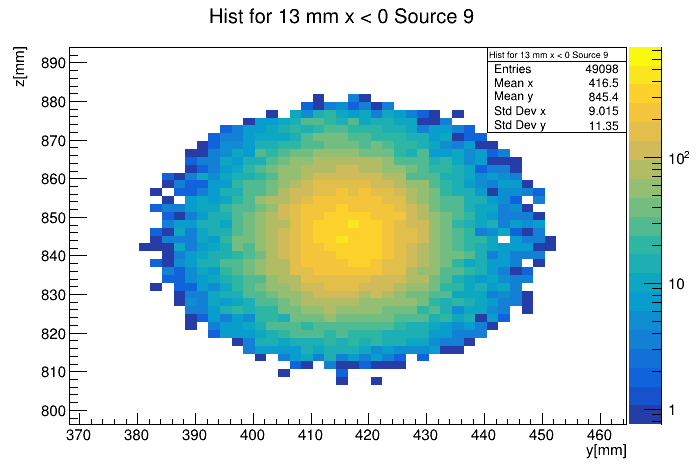 Hist for 13 mm x < 0 Source 9
z[mm]
Hist for 13 mm x < 0 Source 9
Entries 49098
Mean x 416.5
Mean y 845.4
Std Dev x 9.015
Std Dev y 11.35
890
880
870
860
850
840
830
820
810
800
10²
10
1
370 380 390 400 410 420 430 440 450 460
y[mm]